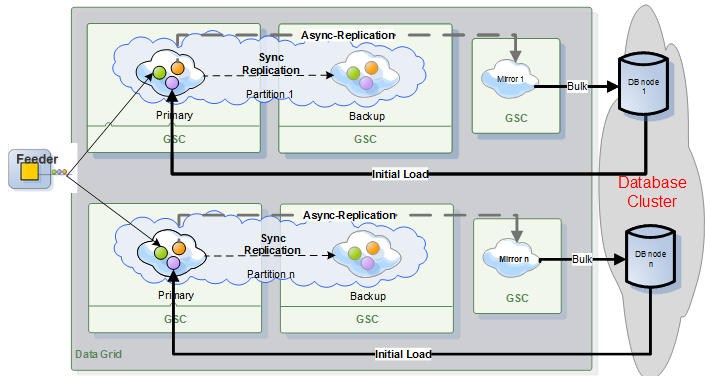 Async-Replication
Sync
Replication
Partition 1
Primary
Backup
GSC
GSC
Mirror 1
GSC
Bulk
DB node
1
Initial Load
Feeder
Database
Cluster
Async-Replication
Sync
Replication
Partition n
Primary
Backup
GSC
GSC
Mirror n
GSC
Bulk
DB node
n
Initial Load
Data Grid